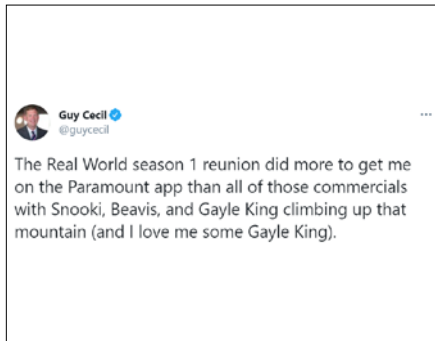 Guy Cecil
@guycecil
The Real World season 1 reunion did more to get me
on the Paramount app than all of those commercials
with Snooki, Beavis, and Gayle King climbing up that
mountain (and I love me some Gayle King).